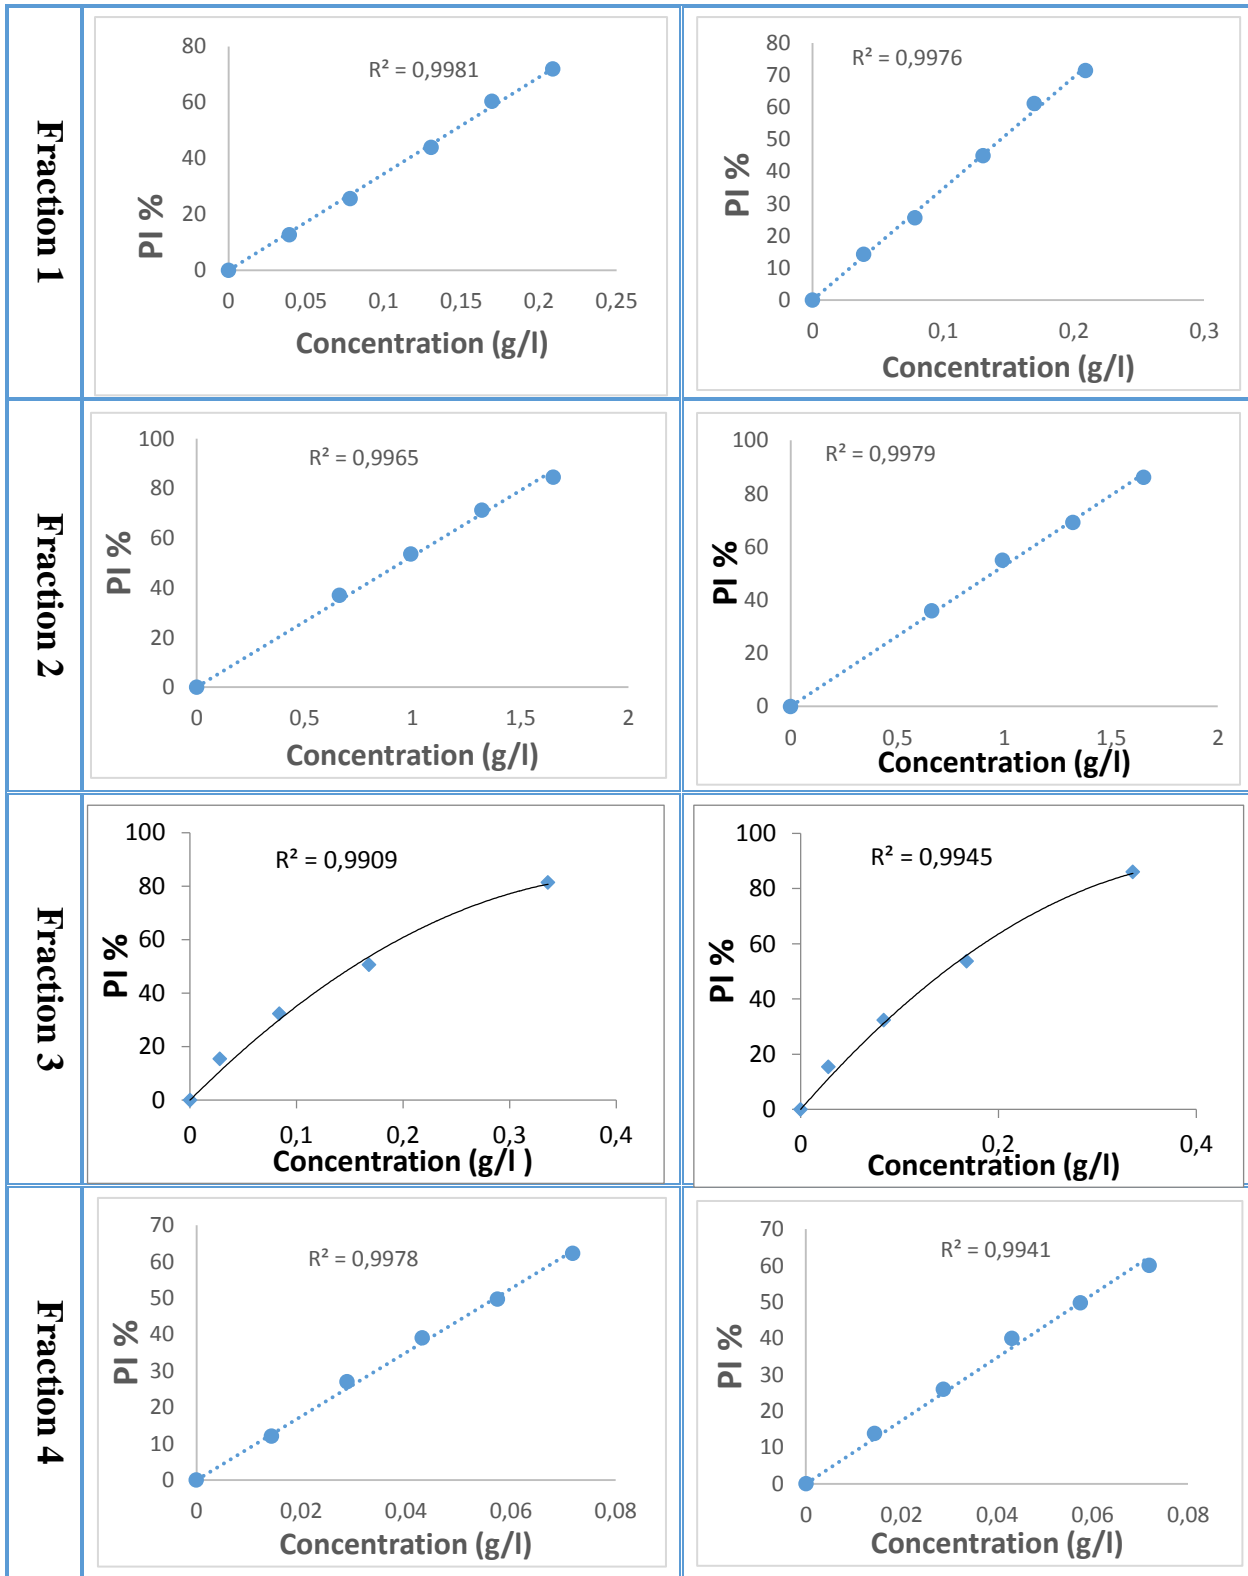 Fraction 1
R² = 0,9981
PI %
80
60
40
20
0
0 0,05 0,1 0,15 0,2 0,25
Concentration (g/l)
R² = 0,9976
PI %
80
70
60
50
40
30
20
10
0
0 0,1 0,2 0,3
Concentration (g/l)
Fraction 2
R² = 0,9965
PI %
100
80
60
40
20
0
0 0,5 1 1,5 2
Concentration (g/l)
R² = 0,9979
PI %
100
80
60
40
20
0
0 0,5 1 1,5 2
Concentration (g/l)
Fraction 3
R² = 0,9909
PI %
100
80
60
40
20
0
0 0,1 0,2 0,3 0,4
Concentration (g/l )
R² = 0,9945
PI %
100
80
60
40
20
0
0 0,2 0,4
Concentration (g/l)
Fraction 4
R² = 0,9978
PI %
70
60
50
40
30
20
10
0
0 0,02 0,04 0,06 0,08
Concentration (g/l)
R² = 0,9941
PI %
70
60
50
40
30
20
10
0
0 0,02 0,04 0,06 0,08
Concentration (g/l)